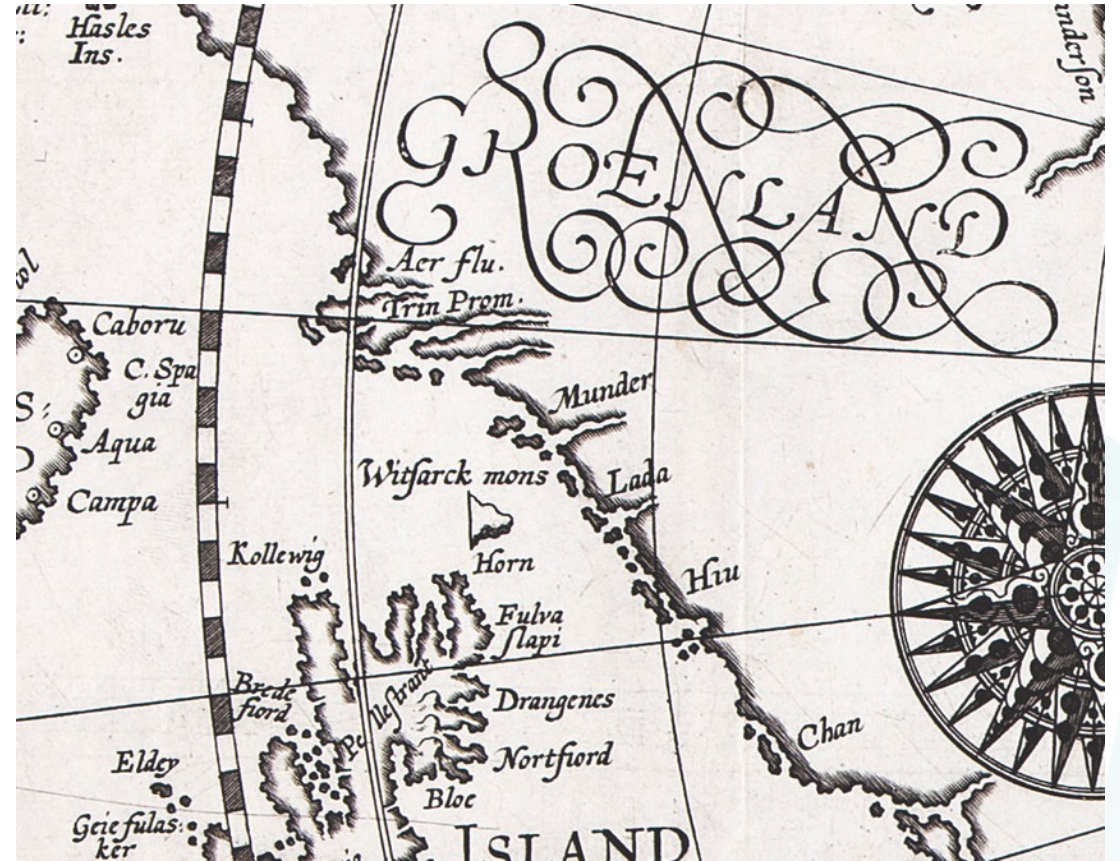 Hasles
Ins.
GROENLAND
Aer flu.
Trin Prom.
Caboru
C. Spa
gia
Aqua
Campa
Munder
Witsarck mons
Lada
Kollewig
Horn
Hiu
Fulva
slapi
Brede
fiord
Drangenes
Nortfiord
Chan
Eldey
Bloe
Geiefulas:
ker
ISLAND